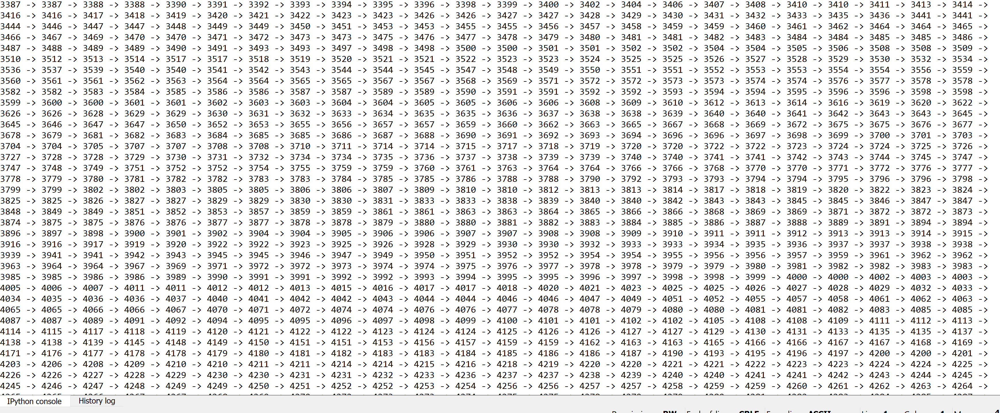 3387 -> 3387 -> 3388 -> 3388 -> 3390 -> 3391 -> 3392 -> 3393 -> 3394 -> 3395 -> 3396 -> 3398 -> 3399 -> 3400 -> 3402 -> 3404 -> 3406 -> 3407 -> 3408 -> 3410 -> 3410 -> 3411 -> 3413 -> 3414 ->
3416 -> 3416 -> 3417 -> 3418 -> 3419 -> 3420 -> 3421 -> 3422 -> 3423 -> 3423 -> 3426 -> 3426 -> 3427 -> 3427 -> 3428 -> 3429 -> 3430 -> 3431 -> 3432 -> 3433 -> 3435 -> 3436 -> 3441 -> 3441 ->
3444 -> 3446 -> 3447 -> 3447 -> 3448 -> 3449 -> 3449 -> 3450 -> 3451 -> 3453 -> 3453 -> 3455 -> 3455 -> 3456 -> 3457 -> 3458 -> 3459 -> 3459 -> 3460 -> 3461 -> 3462 -> 3464 -> 3464 -> 3465 ->
3466 -> 3467 -> 3469 -> 3470 -> 3470 -> 3471 -> 3472 -> 3473 -> 3473 -> 3475 -> 3476 -> 3477 -> 3478 -> 3479 -> 3480 -> 3481 -> 3481 -> 3482 -> 3483 -> 3484 -> 3484 -> 3485 -> 3485 -> 3486 ->
3487 -> 3488 -> 3489 -> 3489 -> 3490 -> 3491 -> 3493 -> 3493 -> 3497 -> 3498 -> 3498 -> 3500 -> 3500 -> 3501 -> 3501 -> 3502 -> 3502 -> 3504 -> 3504 -> 3505 -> 3506 -> 3508 -> 3508 -> 3509 ->
3510 -> 3512 -> 3513 -> 3514 -> 3517 -> 3517 -> 3518 -> 3519 -> 3520 -> 3521 -> 3521 -> 3522 -> 3523 -> 3523 -> 3524 -> 3525 -> 3525 -> 3526 -> 3527 -> 3528 -> 3529 -> 3530 -> 3532 -> 3534 ->
3536 -> 3537 -> 3539 -> 3540 -> 3540 -> 3541 -> 3542 -> 3543 -> 3544 -> 3544 -> 3545 -> 3547 -> 3548 -> 3549 -> 3550 -> 3551 -> 3551 -> 3552 -> 3553 -> 3553 -> 3554 -> 3554 -> 3556 -> 3559 ->
3560 -> 3561 -> 3561 -> 3562 -> 3563 -> 3564 -> 3564 -> 3565 -> 3565 -> 3567 -> 3567 -> 3568 -> 3569 -> 3571 -> 3572 -> 3572 -> 3573 -> 3573 -> 3574 -> 3574 -> 3576 -> 3577 -> 3578 -> 3578 ->
3582 -> 3582 -> 3583 -> 3584 -> 3585 -> 3586 -> 3586 -> 3587 -> 3587 -> 3589 -> 3589 -> 3590 -> 3591 -> 3591 -> 3592 -> 3592 -> 3593 -> 3594 -> 3594 -> 3595 -> 3596 -> 3596 -> 3598 -> 3598 ->
3599 -> 3600 -> 3600 -> 3601 -> 3601 -> 3602 -> 3603 -> 3603 -> 3604 -> 3604 -> 3605 -> 3605 -> 3606 -> 3606 -> 3608 -> 3609 -> 3610 -> 3612 -> 3613 -> 3614 -> 3616 -> 3619 -> 3620 -> 3622 ->
3626 -> 3626 -> 3628 -> 3629 -> 3629 -> 3630 -> 3631 -> 3632 -> 3633 -> 3634 -> 3635 -> 3635 -> 3636 -> 3637 -> 3638 -> 3638 -> 3639 -> 3640 -> 3640 -> 3641 -> 3642 -> 3643 -> 3643 -> 3645 ->
3645 -> 3646 -> 3647 -> 3647 -> 3650 -> 3652 -> 3653 -> 3655 -> 3656 -> 3657 -> 3657 -> 3659 -> 3660 -> 3662 -> 3663 -> 3665 -> 3667 -> 3668 -> 3669 -> 3672 -> 3675 -> 3675 -> 3676 -> 3677 ->
3678 -> 3679 -> 3681 -> 3682 -> 3683 -> 3684 -> 3685 -> 3685 -> 3686 -> 3687 -> 3688 -> 3690 -> 3691 -> 3692 -> 3693 -> 3694 -> 3696 -> 3696 -> 3697 -> 3698 -> 3699 -> 3700 -> 3701 -> 3703 ->
3704 -> 3704 -> 3705 -> 3707 -> 3707 -> 3708 -> 3708 -> 3710 -> 3711 -> 3714 -> 3714 -> 3715 -> 3717 -> 3718 -> 3719 -> 3720 -> 3720 -> 3722 -> 3722 -> 3723 -> 3724 -> 3724 -> 3725 -> 3726 ->
3727 -> 3728 -> 3728 -> 3729 -> 3730 -> 3731 -> 3732 -> 3734 -> 3734 -> 3735 -> 3736 -> 3737 -> 3738 -> 3739 -> 3739 -> 3740 -> 3740 -> 3741 -> 3741 -> 3742 -> 3743 -> 3744 -> 3745 -> 3747 ->
3747 -> 3748 -> 3749 -> 3751 -> 3752 -> 3752 -> 3754 -> 3755 -> 3759 -> 3759 -> 3760 -> 3761 -> 3763 -> 3764 -> 3764 -> 3766 -> 3766 -> 3768 -> 3770 -> 3770 -> 3771 -> 3772 -> 3776 -> 3777 ->
3778 -> 3779 -> 3780 -> 3781 -> 3782 -> 3782 -> 3783 -> 3783 -> 3784 -> 3785 -> 3785 -> 3786 -> 3788 -> 3788 -> 3790 -> 3792 -> 3793 -> 3793 -> 3794 -> 3794 -> 3795 -> 3796 -> 3796 -> 3798 ->
3799 -> 3799 -> 3802 -> 3802 -> 3803 -> 3805 -> 3805 -> 3806 -> 3806 -> 3807 -> 3809 -> 3810 -> 3810 -> 3812 -> 3813 -> 3813 -> 3814 -> 3817 -> 3818 -> 3819 -> 3820 -> 3822 -> 3823 -> 3824 ->
3825 -> 3825 -> 3826 -> 3827 -> 3827 -> 3829 -> 3829 -> 3830 -> 3830 -> 3831 -> 3833 -> 3833 -> 3838 -> 3839 -> 3840 -> 3840 -> 3842 -> 3843 -> 3843 -> 3845 -> 3845 -> 3846 -> 3847 -> 3847 ->
3848 -> 3849 -> 3849 -> 3851 -> 3852 -> 3853 -> 3857 -> 3859 -> 3859 -> 3861 -> 3861 -> 3863 -> 3863 -> 3864 -> 3865 -> 3866 -> 3866 -> 3868 -> 3869 -> 3869 -> 3871 -> 3872 -> 3872 -> 3873 ->
3874 -> 3875 -> 3875 -> 3876 -> 3876 -> 3877 -> 3877 -> 3878 -> 3878 -> 3879 -> 3880 -> 3880 -> 3881 -> 3882 -> 3883 -> 3884 -> 3885 -> 3886 -> 3887 -> 3888 -> 3889 -> 3891 -> 3894 -> 3894 ->
3896 -> 3897 -> 3898 -> 3900 -> 3901 -> 3902 -> 3904 -> 3904 -> 3905 -> 3906 -> 3906 -> 3907 -> 3907 -> 3908 -> 3908 -> 3909 -> 3910 -> 3911 -> 3911 -> 3912 -> 3913 -> 3913 -> 3914 -> 3915 ->
3916 -> 3916 -> 3917 -> 3919 -> 3920 -> 3922 -> 3922 -> 3923 -> 3925 -> 3926 -> 3928 -> 3929 -> 3930 -> 3930 -> 3932 -> 3933 -> 3933 -> 3934 -> 3935 -> 3936 -> 3937 -> 3937 -> 3938 -> 3938 ->
3939 -> 3941 -> 3941 -> 3942 -> 3943 -> 3945 -> 3945 -> 3946 -> 3947 -> 3949 -> 3950 -> 3951 -> 3952 -> 3952 -> 3954 -> 3954 -> 3955 -> 3956 -> 3956 -> 3957 -> 3959 -> 3961 -> 3962 -> 3962 ->
3963 -> 3964 -> 3964 -> 3967 -> 3969 -> 3971 -> 3972 -> 3972 -> 3973 -> 3974 -> 3974 -> 3975 -> 3976 -> 3977 -> 3978 -> 3978 -> 3979 -> 3979 -> 3980 -> 3981 -> 3982 -> 3982 -> 3983 -> 3983 ->
3985 -> 3985 -> 3986 -> 3986 -> 3989 -> 3990 -> 3991 -> 3991 -> 3992 -> 3992 -> 3993 -> 3994 -> 3995 -> 3995 -> 3996 -> 3997 -> 3998 -> 3998 -> 3999 -> 4000 -> 4000 -> 4002 -> 4003 -> 4003 ->
4005 -> 4006 -> 4007 -> 4011 -> 4011 -> 4012 -> 4012 -> 4013 -> 4015 -> 4016 -> 4017 -> 4017 -> 4018 -> 4020 -> 4021 -> 4023 -> 4025 -> 4025 -> 4026 -> 4027 -> 4028 -> 4029 -> 4032 -> 4033 ->
4034 -> 4035 -> 4036 -> 4036 -> 4037 -> 4040 -> 4041 -> 4042 -> 4042 -> 4043 -> 4044 -> 4044 -> 4046 -> 4046 -> 4047 -> 4049 -> 4051 -> 4052 -> 4055 -> 4057 -> 4058 -> 4061 -> 4062 -> 4063 ->
4065 -> 4065 -> 4066 -> 4066 -> 4067 -> 4070 -> 4071 -> 4072 -> 4074 -> 4074 -> 4076 -> 4076 -> 4077 -> 4078 -> 4078 -> 4079 -> 4080 -> 4080 -> 4081 -> 4081 -> 4082 -> 4083 -> 4085 -> 4085 ->
4087 -> 4087 -> 4089 -> 4091 -> 4092 -> 4094 -> 4095 -> 4095 -> 4096 -> 4097 -> 4098 -> 4099 -> 4100 -> 4101 -> 4101 -> 4102 -> 4102 -> 4105 -> 4108 -> 4108 -> 4109 -> 4111 -> 4112 -> 4113 ->
4114 -> 4115 -> 4117 -> 4118 -> 4119 -> 4120 -> 4121 -> 4122 -> 4122 -> 4123 -> 4124 -> 4124 -> 4125 -> 4126 -> 4126 -> 4127 -> 4127 -> 4129 -> 4130 -> 4131 -> 4133 -> 4135 -> 4135 -> 4137 ->
4138 -> 4138 -> 4139 -> 4145 -> 4148 -> 4149 -> 4150 -> 4151 -> 4151 -> 4153 -> 4156 -> 4157 -> 4159 -> 4159 -> 4162 -> 4163 -> 4163 -> 4165 -> 4166 -> 4166 -> 4167 -> 4167 -> 4168 -> 4169 ->
4171 -> 4176 -> 4177 -> 4178 -> 4178 -> 4179 -> 4180 -> 4181 -> 4182 -> 4183 -> 4183 -> 4184 -> 4185 -> 4186 -> 4186 -> 4187 -> 4190 -> 4193 -> 4195 -> 4196 -> 4197 -> 4200 -> 4200 -> 4201 ->
4203 -> 4206 -> 4208 -> 4209 -> 4210 -> 4210 -> 4211 -> 4211 -> 4214 -> 4214 -> 4215 -> 4216 -> 4218 -> 4219 -> 4220 -> 4220 -> 4221 -> 4221 -> 4222 -> 4223 -> 4223 -> 4224 -> 4224 -> 4225 ->
4226 -> 4226 -> 4227 -> 4228 -> 4229 -> 4230 -> 4230 -> 4231 -> 4231 -> 4232 -> 4233 -> 4236 -> 4237 -> 4237 -> 4238 -> 4239 -> 4240 -> 4240 -> 4241 -> 4241 -> 4242 -> 4243 -> 4244 -> 4245 ->
4245 -> 4246 -> 4247 -> 4248 -> 4249 -> 4249 -> 4250 -> 4251 -> 4252 -> 4252 -> 4253 -> 4254 -> 4256 -> 4256 -> 4257 -> 4257 -> 4258 -> 4259 -> 4259 -> 4260 -> 4261 -> 4262 -> 4263 -> 4264 ->
IPython console History log